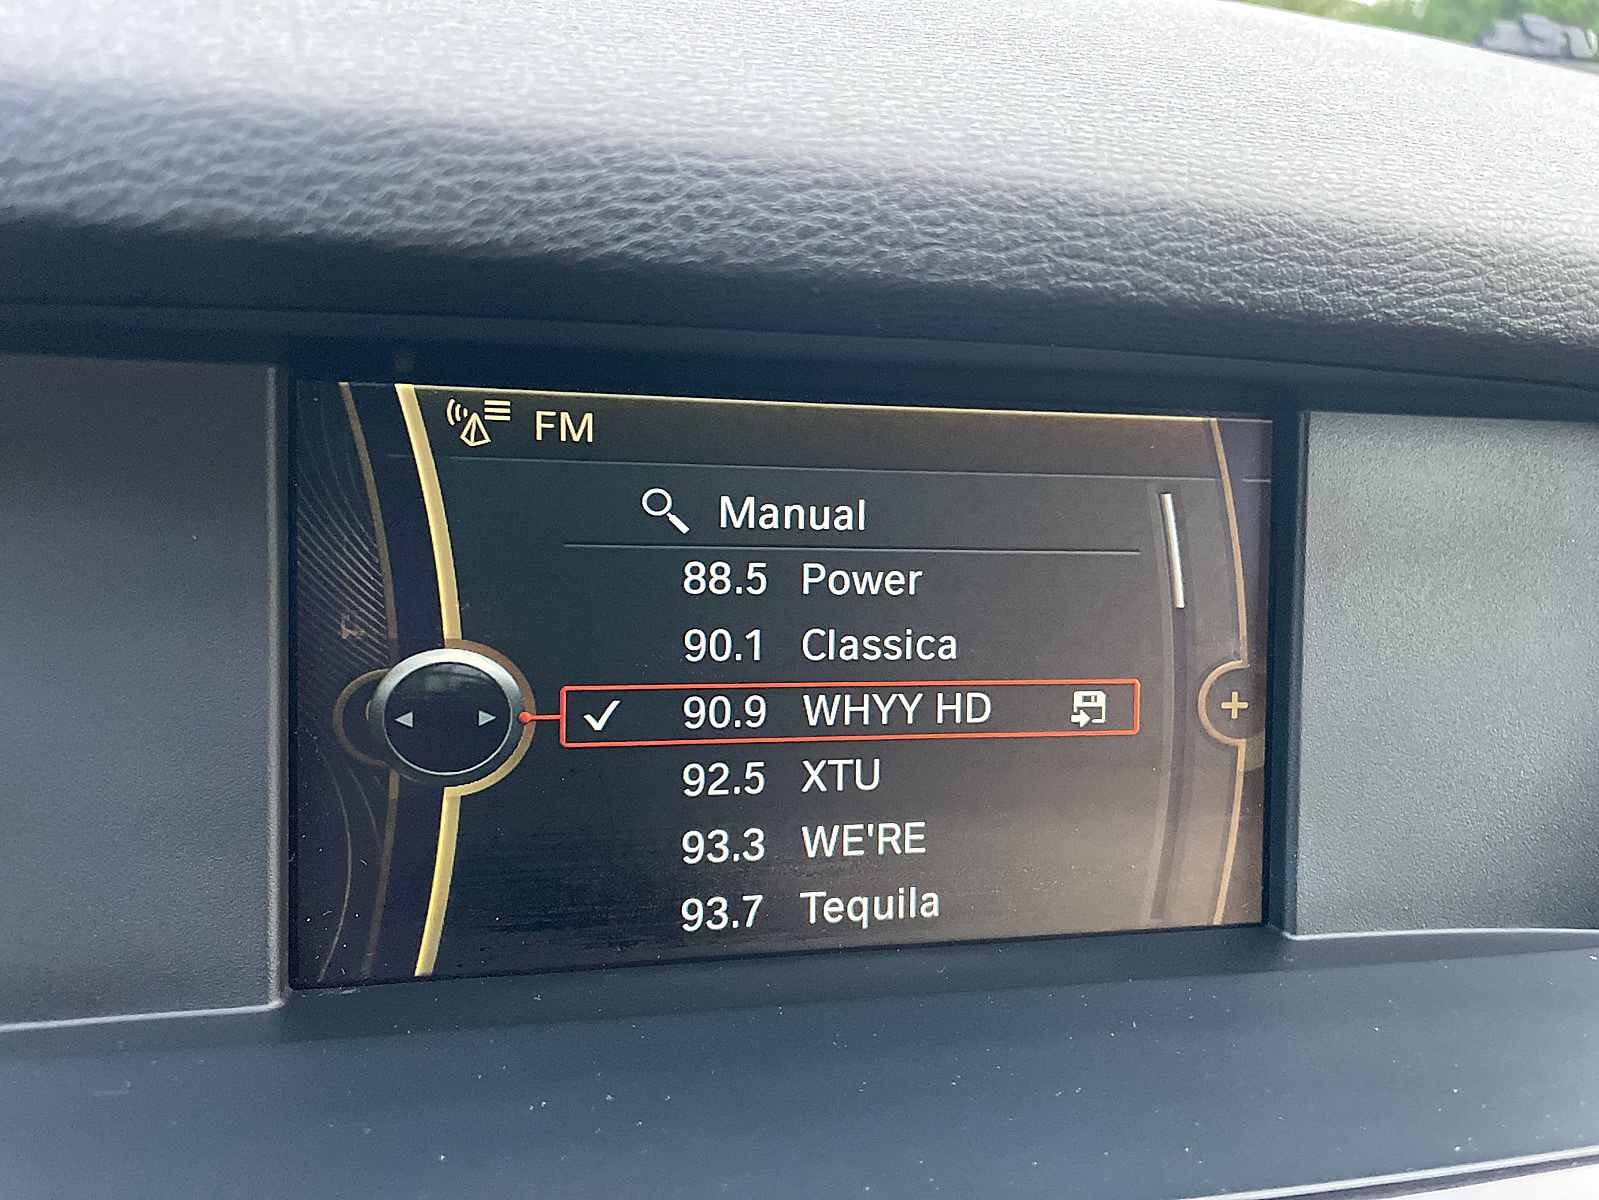 FM
Manual
88.5 Power
90.1 Classica
90.9 WHYY HD
92.5 XTU
93.3 WE'RE
93.7 Tequila